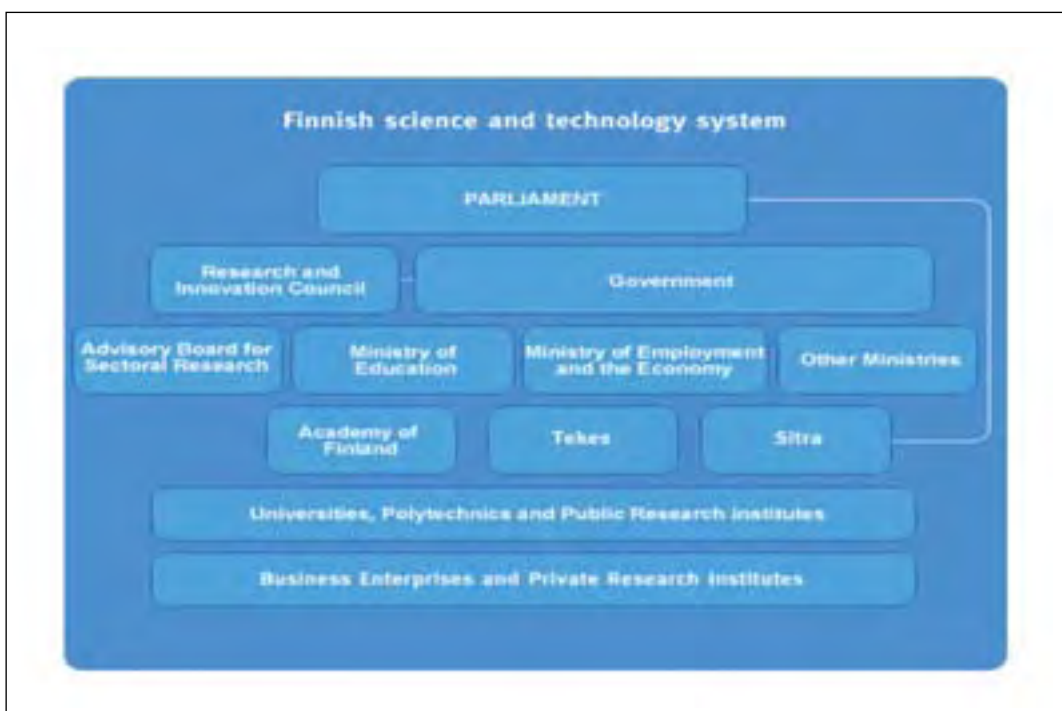 Finnish science and technology system
PARLIAMENT
Research and
Innovation Council
Government
Advisory Board for
Sectoral Research
Ministry of
Education
Ministry of Employment
and the Economy
Other Ministries
Academy of
Finland
Tekes
Sitra
Universities, Polytechnics and Public Research Institutes
Business Enterprises and Private Research Institutes